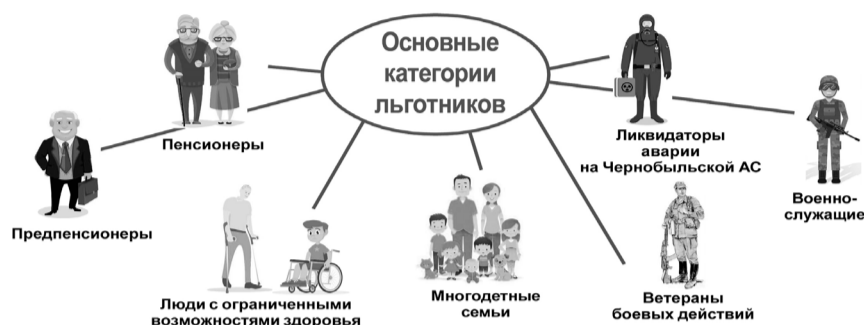 Основные
категории
льготников
Пенсионеры
Предпенсионеры
Люди с ограниченными
возможностями здоровья
Многодетные
семьи
Ветераны
боевых действий
Ликвидаторы
аварии
на Чернобыльской АС
Военно-
служащие